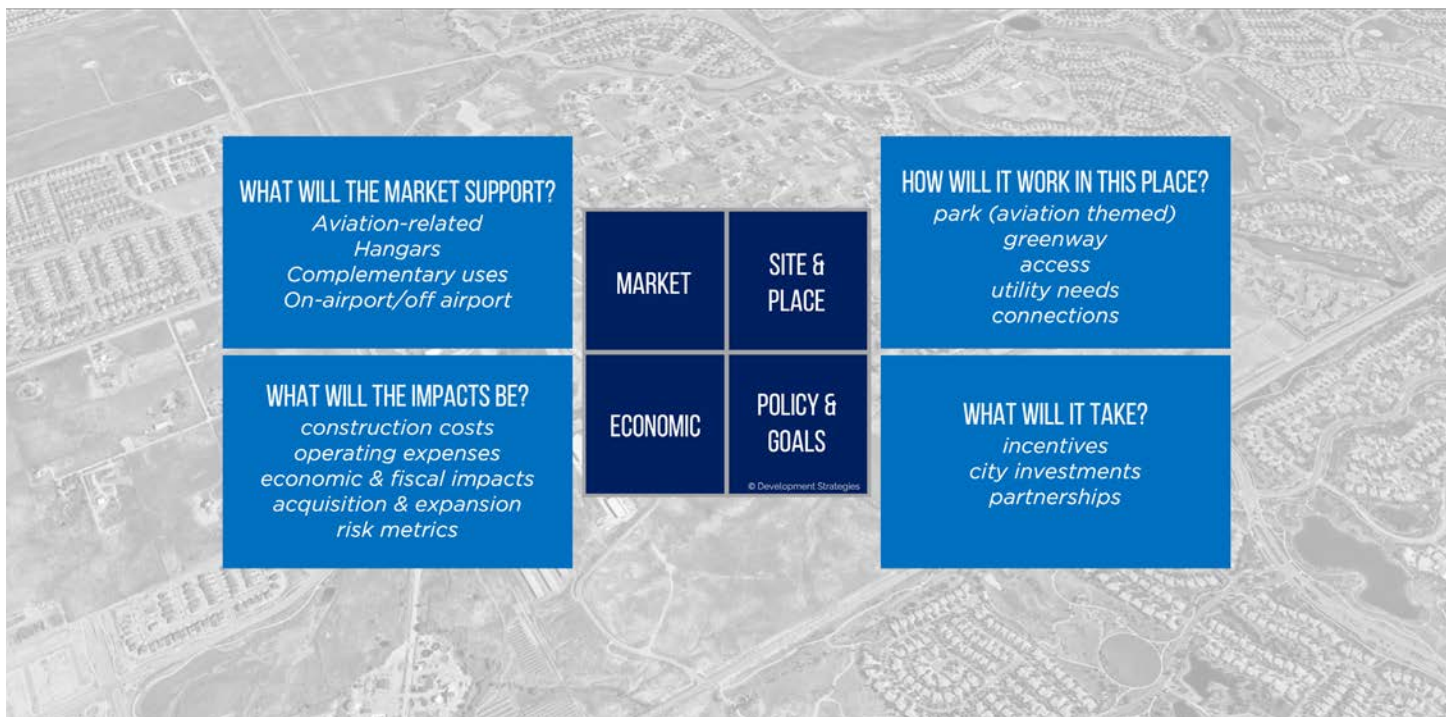 WHAT WILL THE MARKET SUPPORT?
Aviation-related
Hangars
Complementary uses
On-airport/off airport
WHAT WILL THE IMPACTS BE?
construction costs
operating expenses
economic & fiscal impacts
acquisition & expansion
risk metrics
MARKET
SITE &
PLACE
ECONOMIC
POLICY &
GOALS
© Development Strategies
HOW WILL IT WORK IN THIS PLACE?
park (aviation themed)
greenway
access
utility needs
connections
WHAT WILL IT TAKE?
incentives
city investments
partnerships